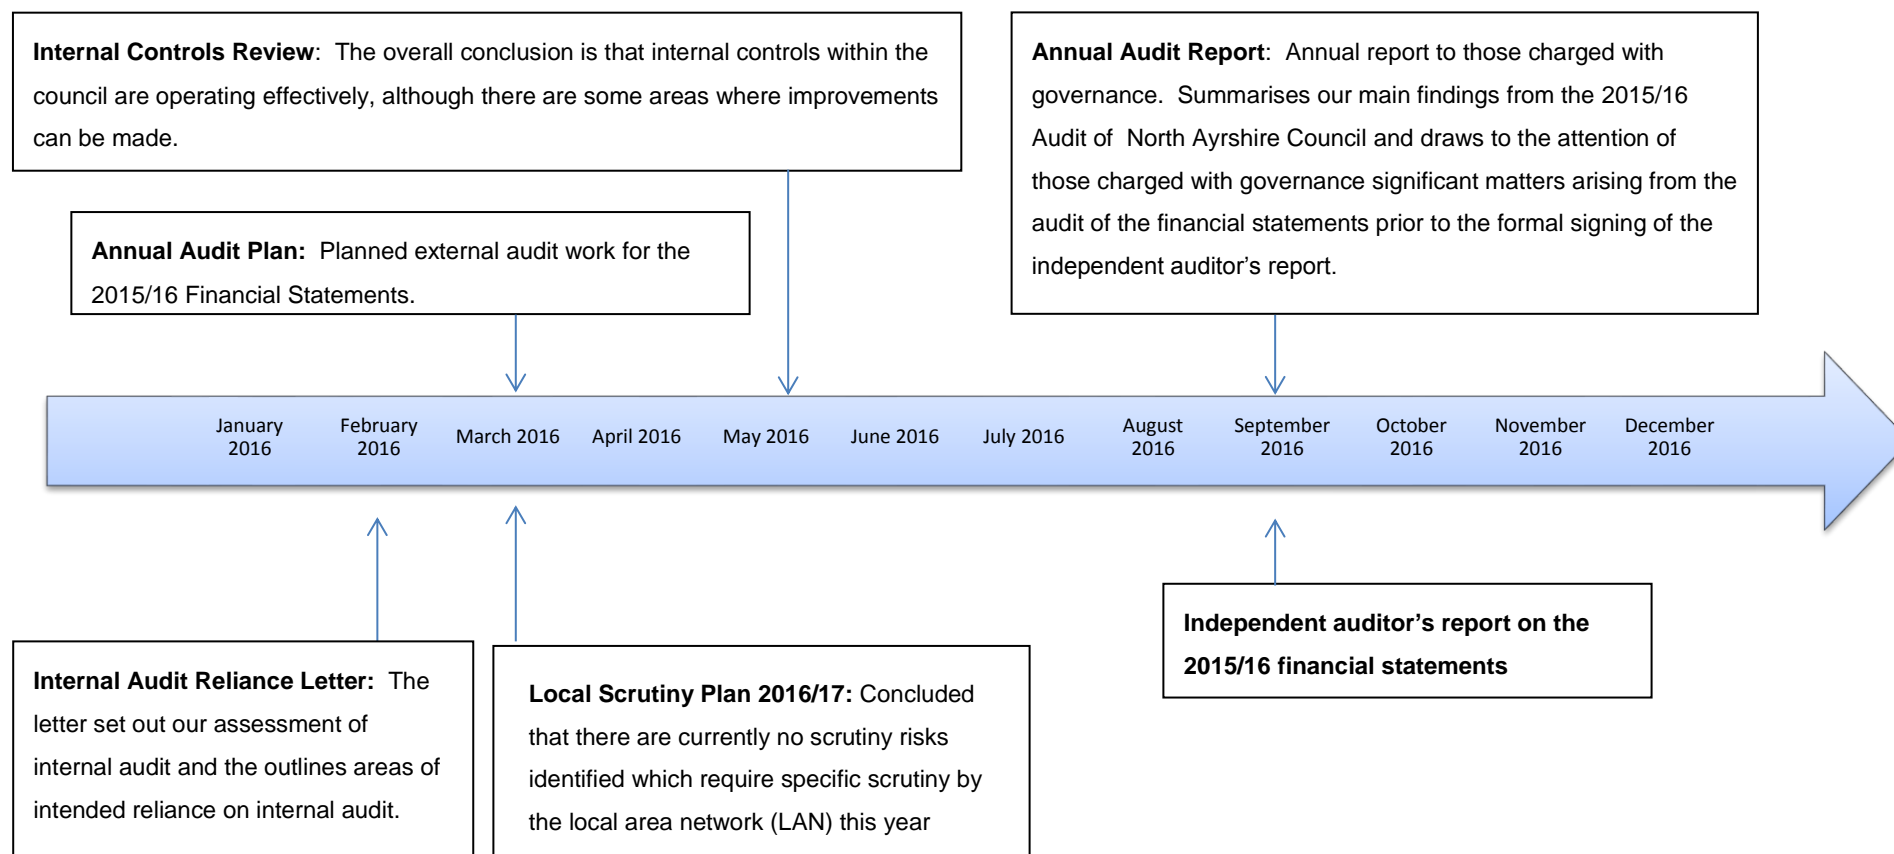 Internal Controls Review:  The overall conclusion is that internal controls within the
council are operating effectively, although there are some areas where improvements
can be made.
Annual Audit Report:  Annual report to those charged with
governance.  Summarises our main findings from the 2015/16
Audit of  North Ayrshire Council and draws to the attention of
those charged with governance significant matters arising from the
audit of the financial statements prior to the formal signing of the
independent auditor’s report.
Annual Audit Plan:  Planned external audit work for the
2015/16 Financial Statements.
January
2016
February
2016
March 2016
April 2016
May 2016
June 2016
July 2016
August
2016
September
2016
October
2016
November
2016
December
2016
Internal Audit Reliance Letter:  The
letter set out our assessment of
internal audit and the outlines areas of
intended reliance on internal audit.
Local Scrutiny Plan 2016/17: Concluded
that there are currently no scrutiny risks
identified which require specific scrutiny by
the local area network (LAN) this year
Independent auditor’s report on the
2015/16 financial statements